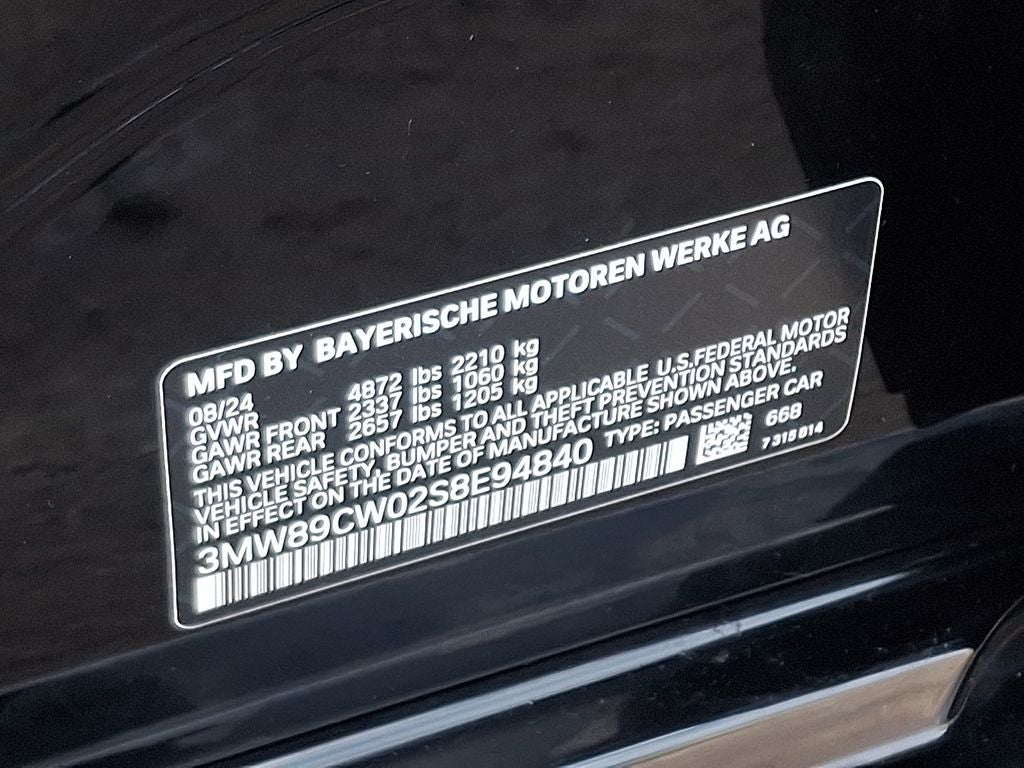 MFD BY BAYERISCHE MOTOREN WERKE AG
08/24
GVWR 4872 lbs 2210 kg
GAWR FRONT 2337 lbs 1060 kg
GAWR REAR 2657 lbs 1205 kg
THIS VEHICLE CONFORMS TO ALL APPLICABLE U.S.FEDERAL MOTOR
VEHICLE SAFETY, BUMPER AND THEFT PREVENTION STANDARDS
IN EFFECT ON THE DATE OF MANUFACTURE SHOWN ABOVE.
3MW89CW02S8E94840 TYPE: PASSENGER CAR
668
7 315 814